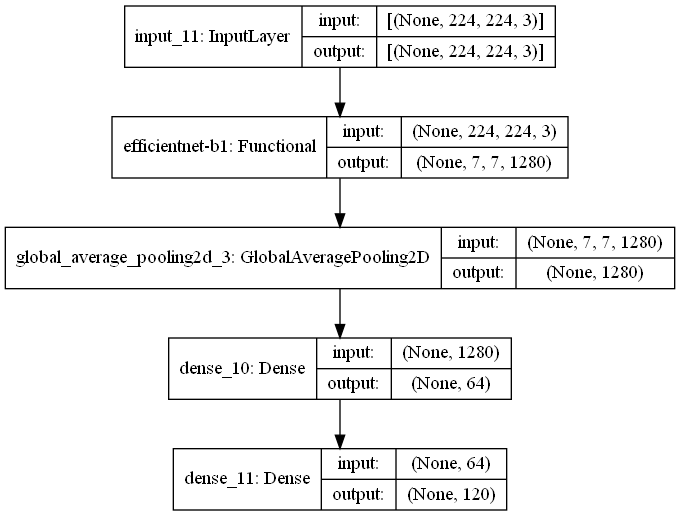 input_11: InputLayer
input: [(None, 224, 224, 3)]
output: [(None, 224, 224, 3)]
efficientnet-b1: Functional
input: (None, 224, 224, 3)
output: (None, 7, 7, 1280)
global_average_pooling2d_3: GlobalAveragePooling2D
input: (None, 7, 7, 1280)
output: (None, 1280)
dense_10: Dense
input: (None, 1280)
output: (None, 64)
dense_11: Dense
input: (None, 64)
output: (None, 120)